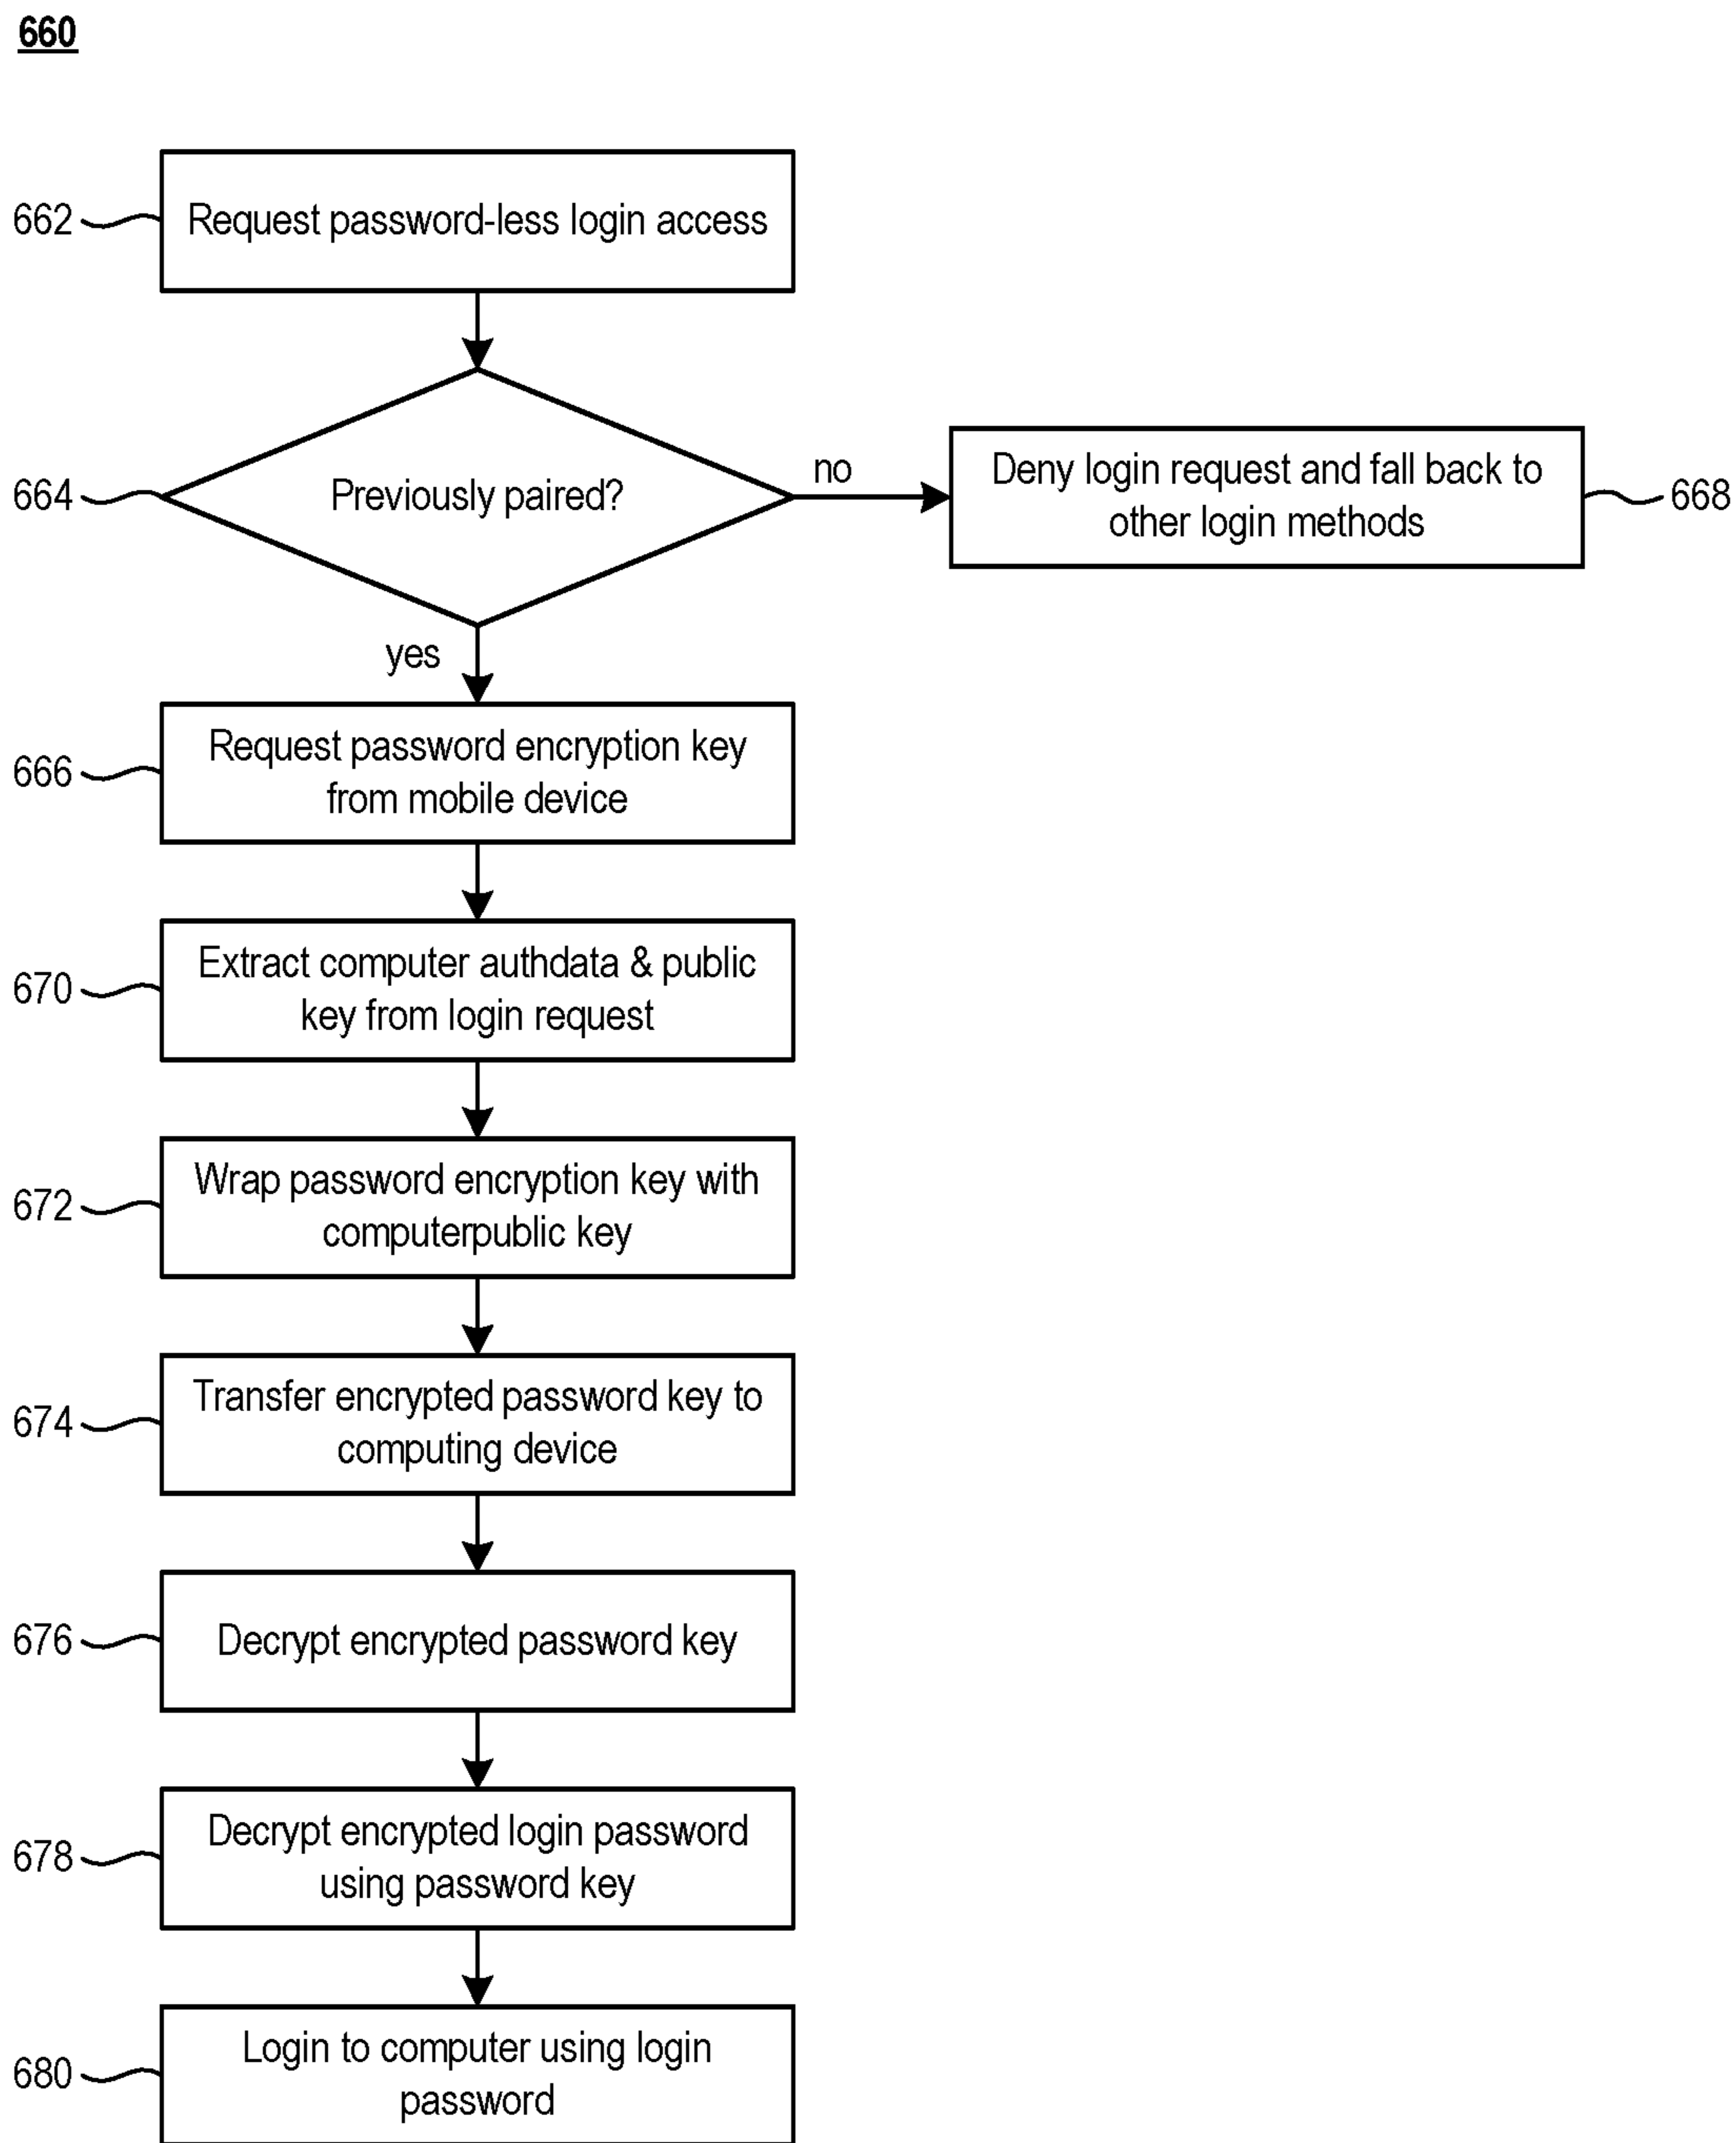 660
662
Request password-less login access
664
Previously paired?
no
Deny login request and fall back to
other login methods
668
yes
666
Request password encryption key
from mobile device
670
Extract computer authdata & public
key from login request
672
Wrap password encryption key with
computerpublic key
674
Transfer encrypted password key to
computing device
676
Decrypt encrypted password key
678
Decrypt encrypted login password
using password key
680
Login to computer using login
password